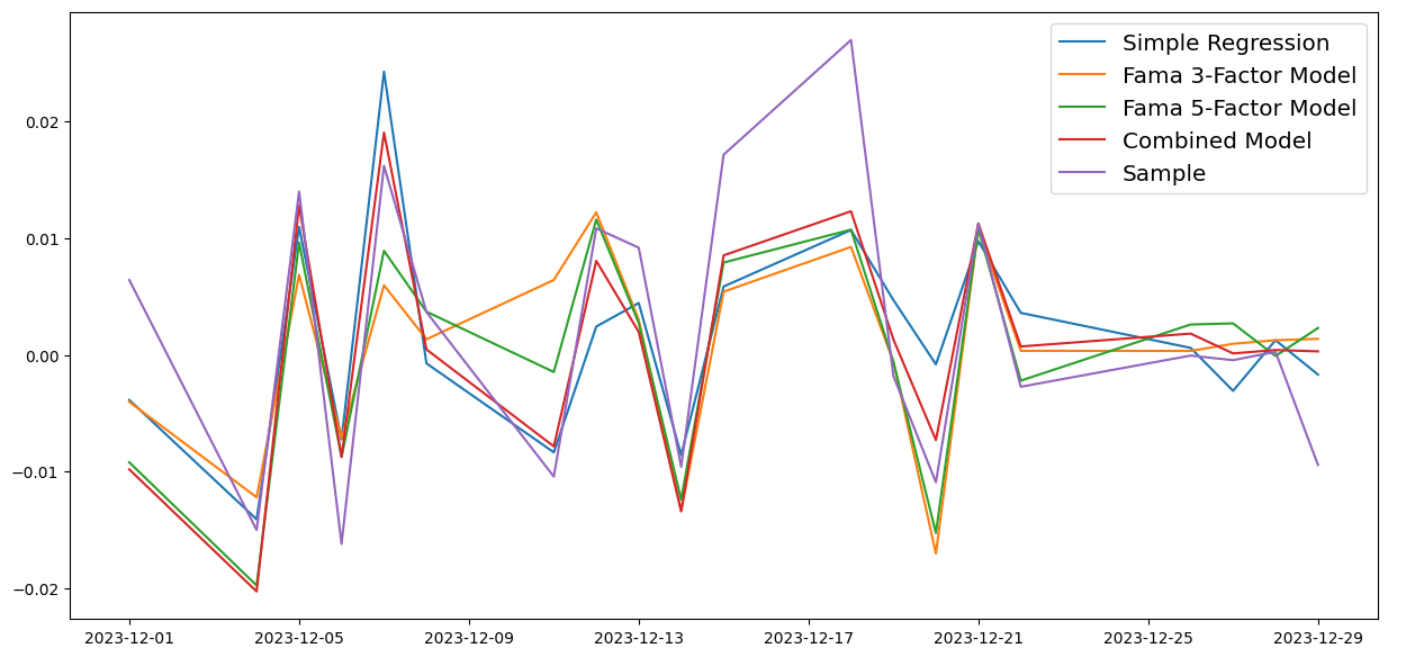 Simple Regression
Fama 3-Factor Model
Fama 5-Factor Model
Combined Model
Sample
0.02
0.01
0.00
−0.01
−0.02
2023-12-01 2023-12-05 2023-12-09 2023-12-13 2023-12-17 2023-12-21 2023-12-25 2023-12-29